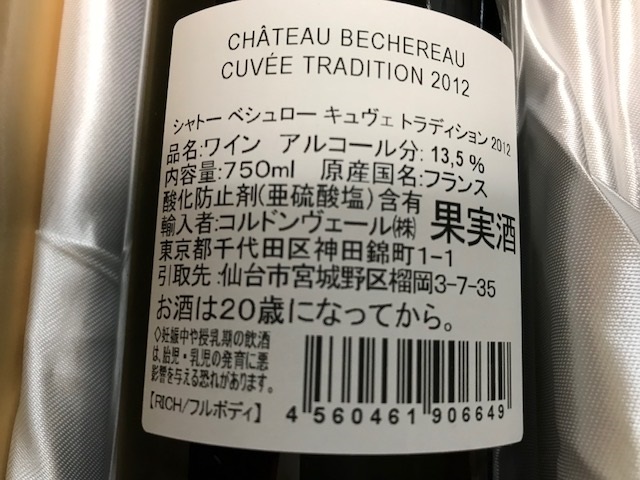 CHÂTEAU BECHEREAU
CUVÉE TRADITION 2012
シャトー ベシュロー キュヴェ トラディション 2012
品名:ワイン アルコール分: 13,5 %
内容量:750ml 原産国名:フランス
酸化防止剤(亜硫酸塩)含有
輸入者:コルドンヴェール㈱ 果実酒
東京都千代田区神田錦町1-1
引取先 :仙台市宮城野区榴岡3-7-35
お酒は20歳になってから。
◇妊娠中や授乳期の飲酒
は、胎児・乳児の発育に悪
影響を与える恐れがあります。
【RICH/フルボディ】
4 560461 906649